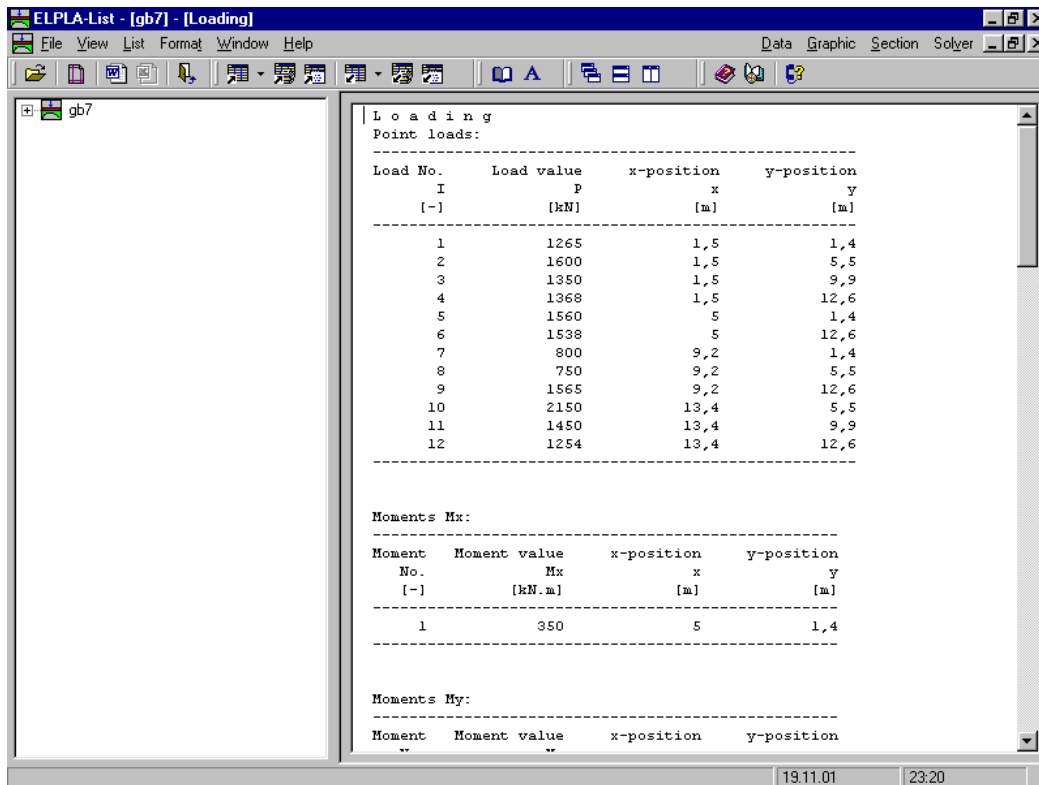 ELPLA-List - [gb7] - [Loading]
File View List Format Window Help Data Graphic Section Solver
gb7
L o a d i n g
Point loads:
------------------------------------------------------
Load No. Load value x-position y-position
I P x y
[-] [kN] [m] [m]
------------------------------------------------------
1 1265 1,5 1,4
2 1600 1,5 5,5
3 1350 1,5 9,9
4 1368 1,5 12,6
5 1560 5 1,4
6 1538 5 12,6
7 800 9,2 1,4
8 750 9,2 5,5
9 1565 9,2 12,6
10 2150 13,4 5,5
11 1450 13,4 9,9
12 1254 13,4 12,6
------------------------------------------------------
Moments Mx:
----------------------------------------------------
Moment Moment value x-position y-position
No. Mx x y
[-] [kN.m] [m] [m]
----------------------------------------------------
1 350 5 1,4
----------------------------------------------------
Moments My:
----------------------------------------------------
Moment Moment value x-position y-position
19.11.01 23:20